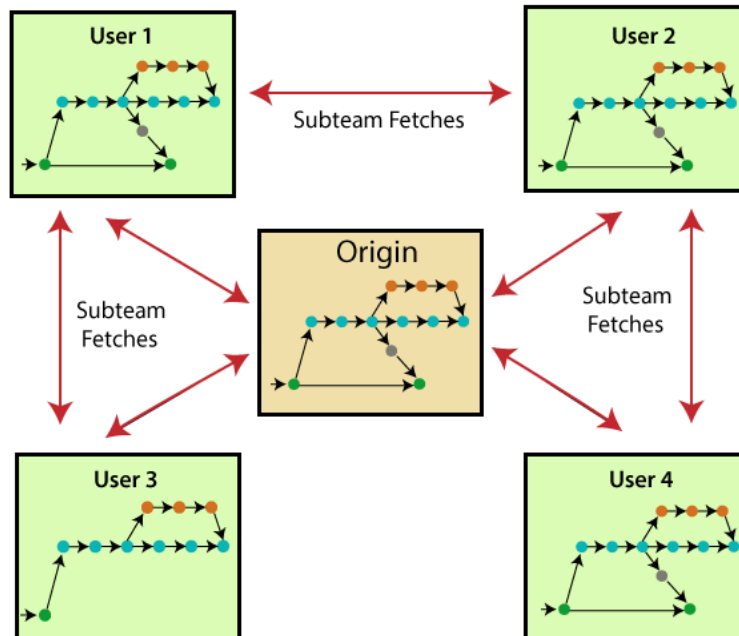 User 1
User 2
Subteam Fetches
Origin
Subteam
Fetches
Subteam
Fetches
User 3
User 4